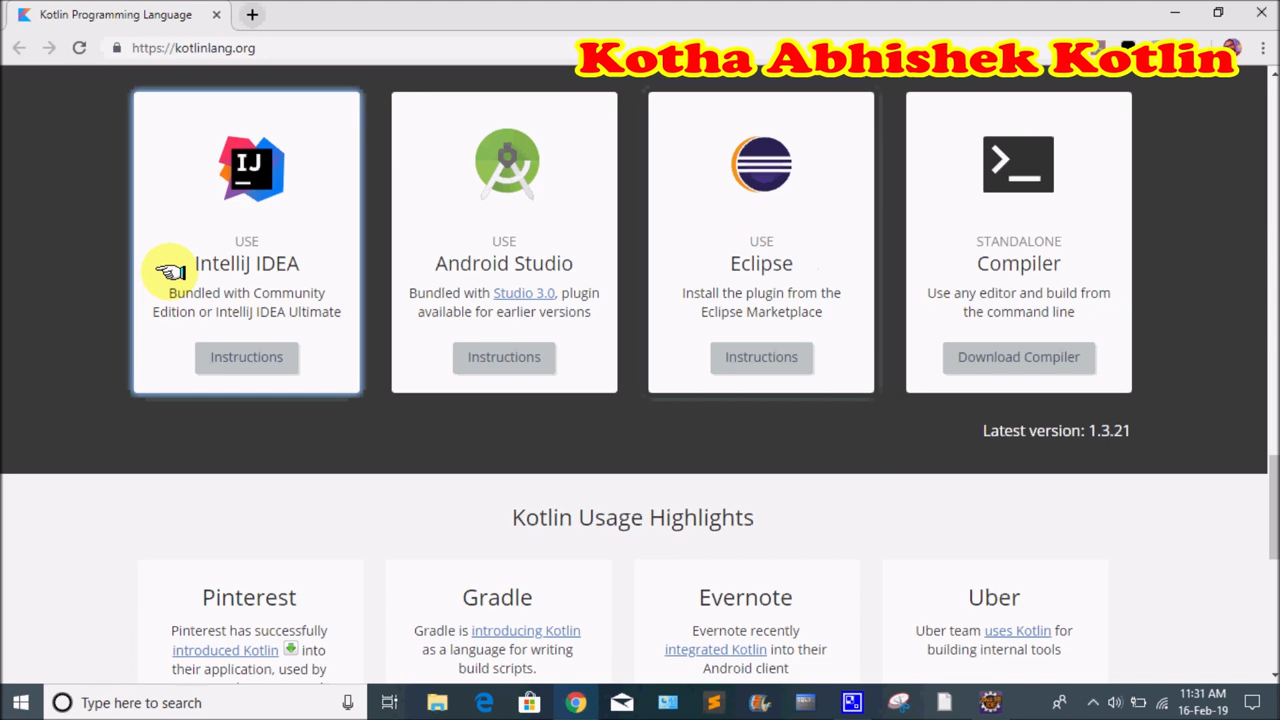 Kotlin Programming Language
https://kotlinlang.org
Kotha Abhishek Kotlin
IJ
USE
IntelliJ IDEA
Bundled with Community
Edition or IntelliJ IDEA Ultimate
Instructions
USE
Android Studio
Bundled with Studio 3.0, plugin
available for earlier versions
Instructions
USE
Eclipse
Install the plugin from the
Eclipse Marketplace
Instructions
STANDALONE
Compiler
Use any editor and build from
the command line
Download Compiler
Latest version: 1.3.21
Kotlin Usage Highlights
Pinterest
Pinterest has successfully
introduced Kotlin into
their application, used by
Gradle
Gradle is introducing Kotlin
as a language for writing
build scripts.
Evernote
Evernote recently
integrated Kotlin into their
Android client
Uber
Uber team uses Kotlin for
building internal tools
Type here to search
11:31 AM
16-Feb-19